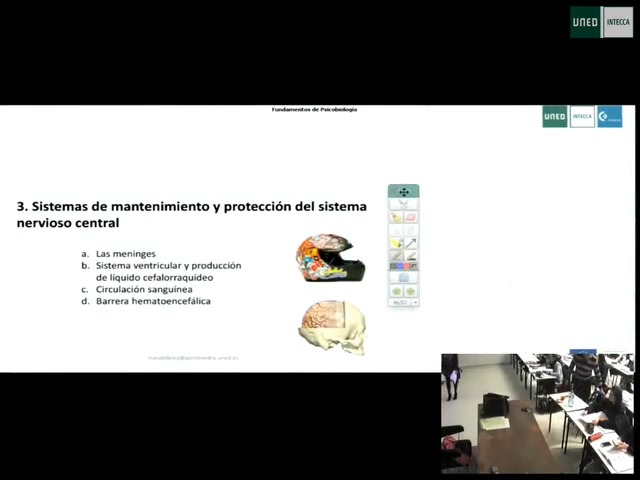 UNED INTECCA
Fundamentos de Psicobiología
UNED INTECCA
3. Sistemas de mantenimiento y protección del sistema
nervioso central
a. Las meninges
b. Sistema ventricular y producción
de líquido cefalorraquídeo
c. Circulación sanguínea
d. Barrera hematoencefálica